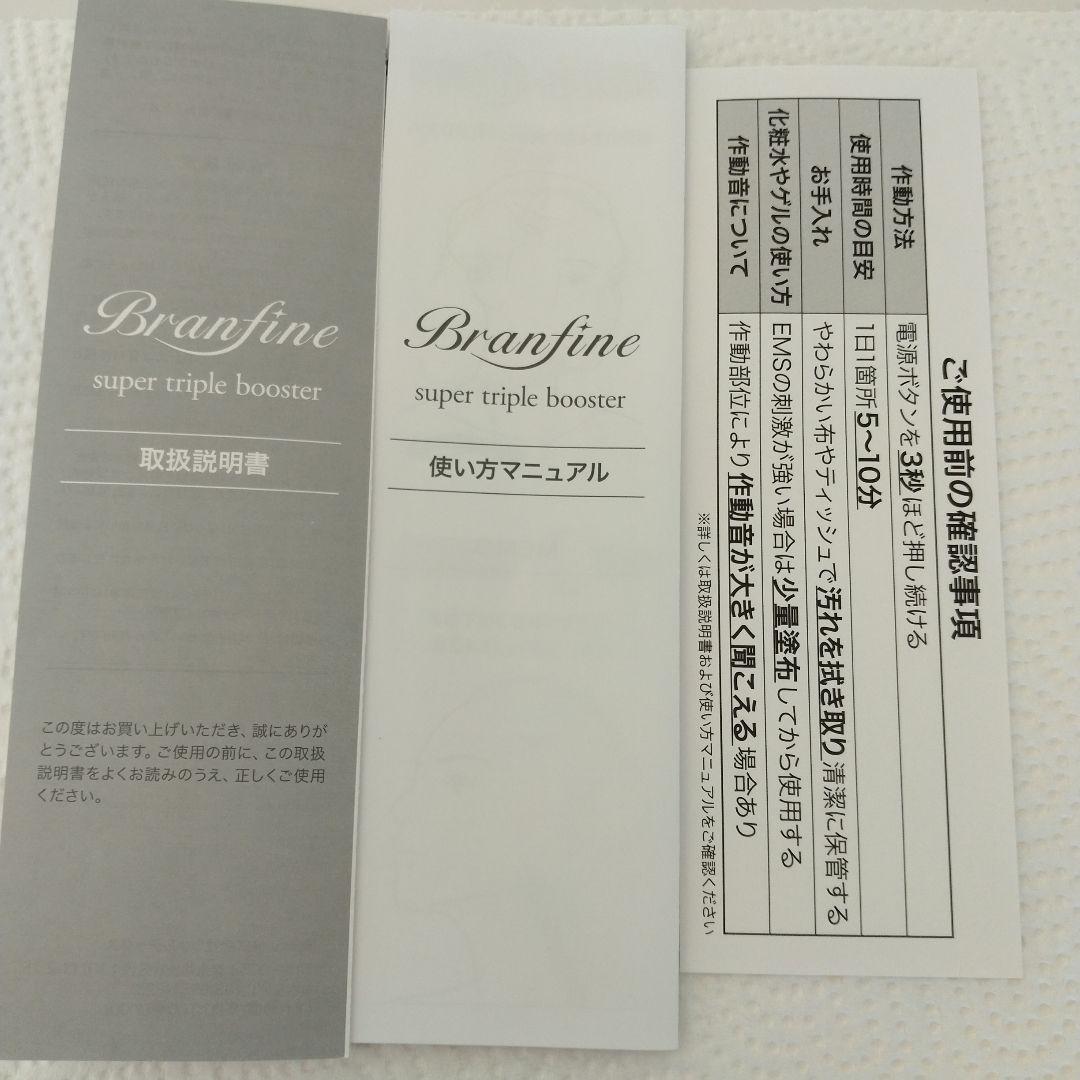 Branfine
super triple booster
取扱説明書
この度はお買い上げいただき、誠にありが
とうございます。ご使用の前に、この取扱
説明書をよくお読みのうえ、正しくご使用
ください。
Branfine
super triple booster
使い方マニュアル
ご使用前の確認事項
作動方法 電源ボタンを3秒ほど押し続ける
使用時間の目安 1日1箇所5〜10分
お手入れ やわらかい布やティッシュで汚れを拭き取り清潔に保管する
化粧水やゲルの使い方 EMSの刺激が強い場合は少量塗布してから使用する
作動音について 作動部位により作動音が大きく聞こえる場合あり
※詳しくは取扱説明書および使い方マニュアルをご確認ください